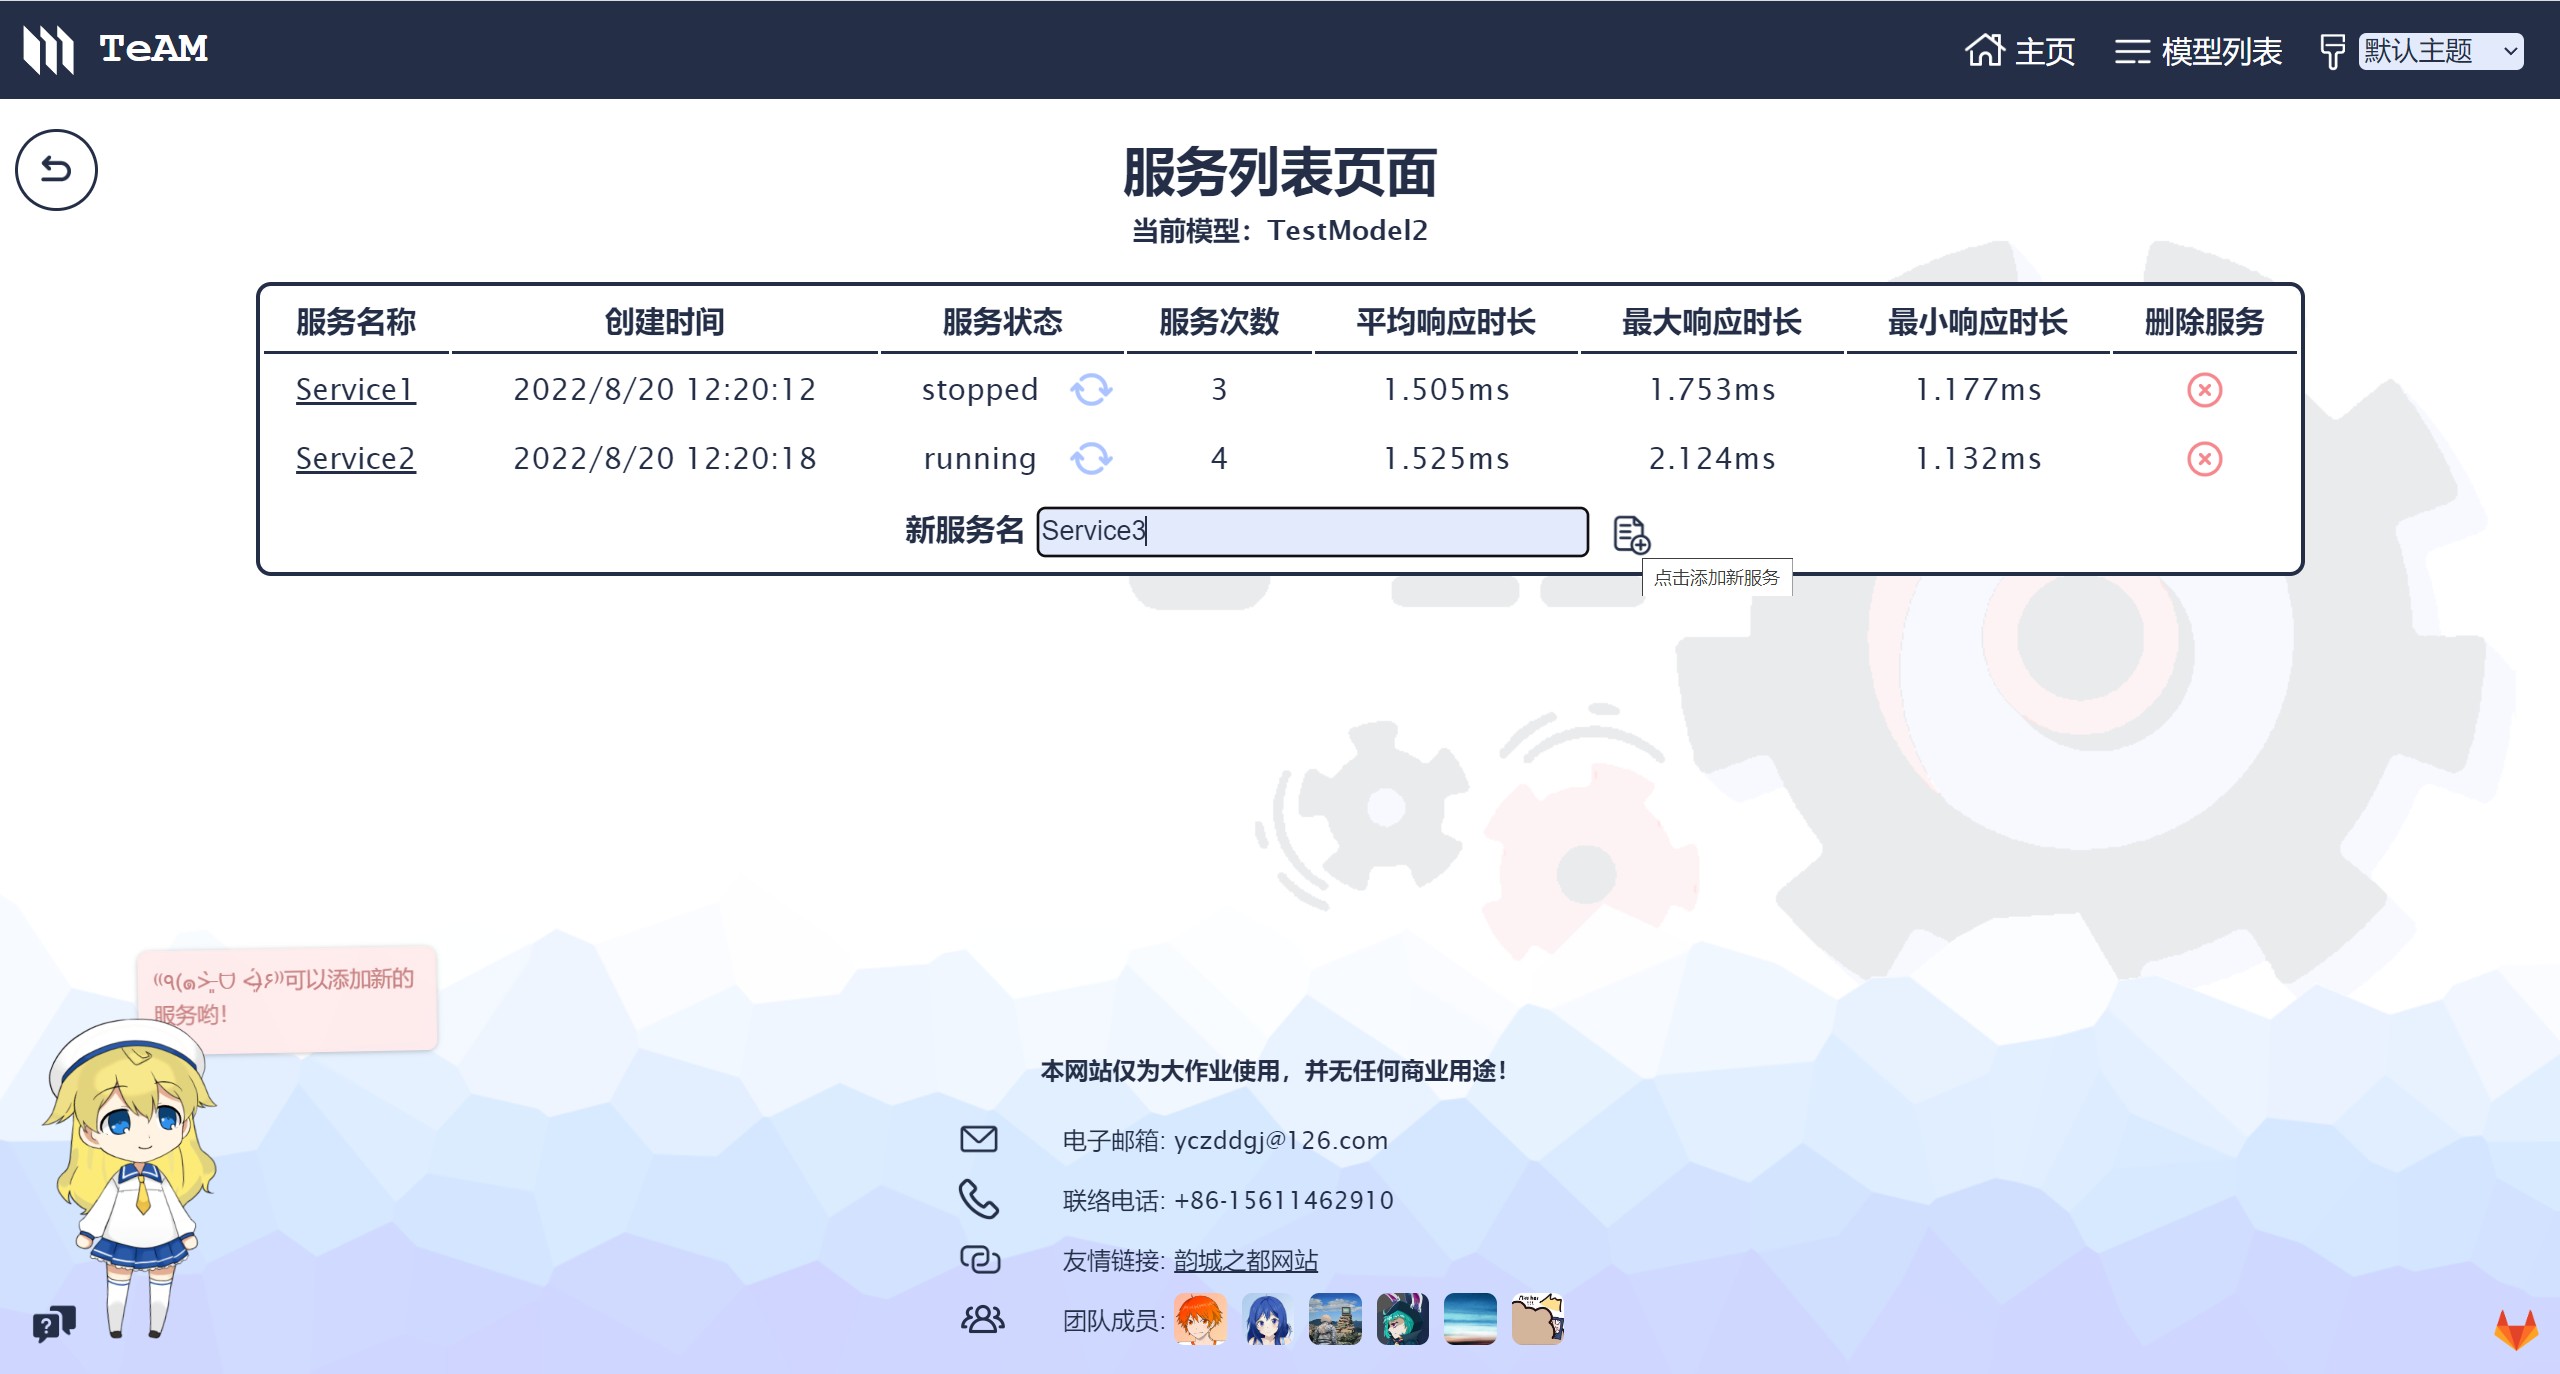 TeAM
主页
模型列表
默认主题
服务列表页面
当前模型：TestModel2
服务名称 创建时间 服务状态 服务次数 平均响应时长 最大响应时长 最小响应时长 删除服务
Service1 2022/8/20 12:20:12 stopped 3 1.505ms 1.753ms 1.177ms
Service2 2022/8/20 12:20:18 running 4 1.525ms 2.124ms 1.132ms
新服务名 Service3
点击添加新服务
可以添加新的
服务哟！
本网站仅为大作业使用，并无任何商业用途！
电子邮箱: yczddgj@126.com
联络电话: +86-15611462910
友情链接: 韵城之都网站
团队成员: